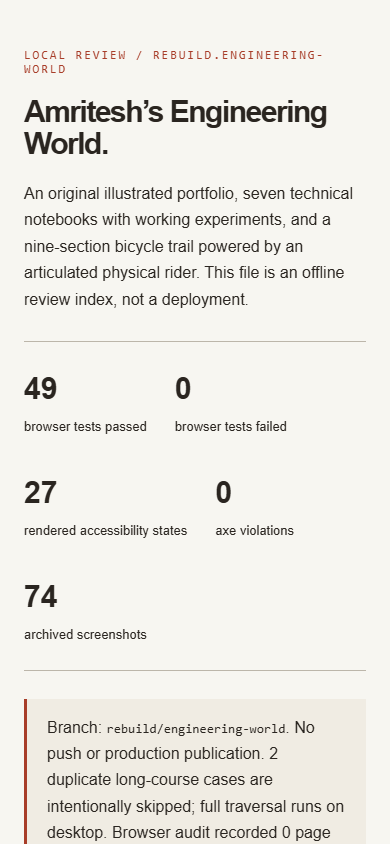 LOCAL REVIEW / REBUILD.ENGINEERING-
WORLD
Amritesh’s Engineering
World.
An original illustrated portfolio, seven technical
notebooks with working experiments, and a
nine-section bicycle trail powered by an
articulated physical rider. This file is an offline
review index, not a deployment.
49
browser tests passed
0
browser tests failed
27
rendered accessibility states
0
axe violations
74
archived screenshots
Branch: rebuild/engineering-world. No
push or production publication. 2
duplicate long-course cases are
intentionally skipped; full traversal runs on
desktop. Browser audit recorded 0 page